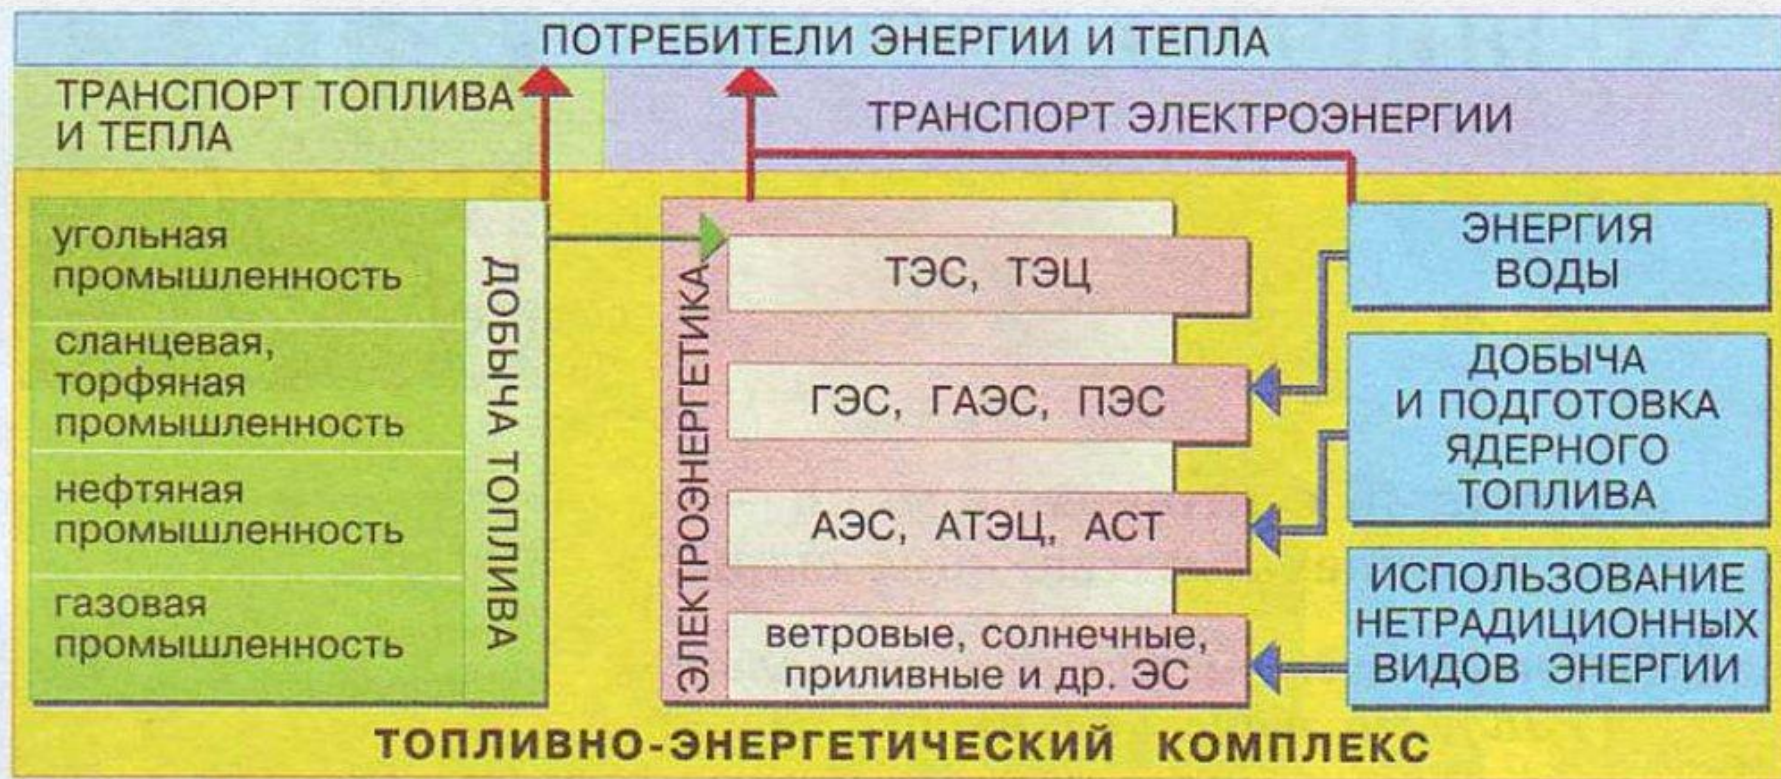 ПОТРЕБИТЕЛИ ЭНЕРГИИ И ТЕПЛА
ТРАНСПОРТ ТОПЛИВА
И ТЕПЛА
ТРАНСПОРТ ЭЛЕКТРОЭНЕРГИИ
угольная
промышленность
сланцевая,
торфяная
промышленность
нефтяная
промышленность
газовая
промышленность
ДОБЫЧА ТОПЛИВА
ЭЛЕКТРОЭНЕРГЕТИКА
ТЭС, ТЭЦ
ГЭС, ГАЭС, ПЭС
АЭС, АТЭЦ, АСТ
ветровые, солнечные,
приливные и др. ЭС
ЭНЕРГИЯ
ВОДЫ
ДОБЫЧА
И ПОДГОТОВКА
ЯДЕРНОГО
ТОПЛИВА
ИСПОЛЬЗОВАНИЕ
НЕТРАДИЦИОННЫХ
ВИДОВ ЭНЕРГИИ
ТОПЛИВНО-ЭНЕРГЕТИЧЕСКИЙ КОМПЛЕКС